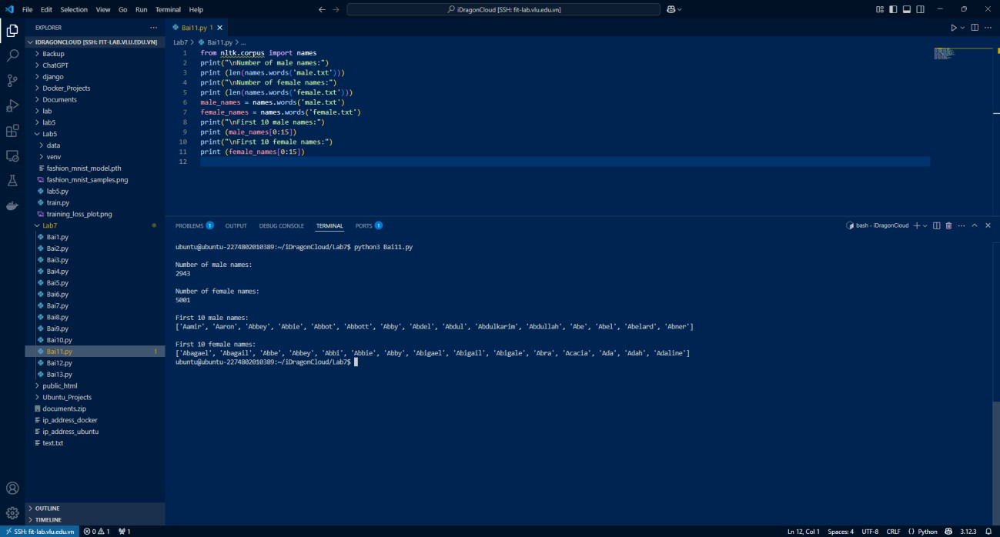 File Edit Selection View Go Run Terminal Help
iDragonCloud [SSH: fit-lab.vlu.edu.vn]
EXPLORER
IDRAGONCLOUD [SSH: FIT-LAB.VLU.EDU.VN]
Backup
ChatGPT
django
Docker_Projects
Documents
lab
lab5
Lab5
data
venv
fashion_mnist_model.pth
fashion_mnist_samples.png
lab5.py
train.py
training_loss_plot.png
Lab7
Bai1.py
Bai2.py
Bai3.py
Bai4.py
Bai5.py
Bai6.py
Bai7.py
Bai8.py
Bai9.py
Bai10.py
Bai11.py 1
Bai12.py
Bai13.py
public_html
Ubuntu_Projects
documents.zip
ip_address_docker
ip_address_ubuntu
text.txt
OUTLINE
TIMELINE
Bai11.py 1
Lab7 > Bai11.py > ...
1 from nltk.corpus import names
2 print("\nNumber of male names:")
3 print (len(names.words('male.txt')))
4 print("\nNumber of female names:")
5 print (len(names.words('female.txt')))
6 male_names = names.words('male.txt')
7 female_names = names.words('female.txt')
8 print("\nFirst 10 male names:")
9 print (male_names[0:15])
10 print("\nFirst 10 female names:")
11 print (female_names[0:15])
12
PROBLEMS 1 OUTPUT DEBUG CONSOLE TERMINAL PORTS 1
bash - iDragonCloud
ubuntu@ubuntu-2274802010389:~/iDragonCloud/Lab7$ python3 Bai11.py
Number of male names:
2943
Number of female names:
5001
First 10 male names:
['Aamir', 'Aaron', 'Abbey', 'Abbie', 'Abbot', 'Abbott', 'Abby', 'Abdel', 'Abdul', 'Abdulkarim', 'Abdullah', 'Abe', 'Abel', 'Abelard', 'Abner']
First 10 female names:
['Abagael', 'Abagail', 'Abbe', 'Abbey', 'Abbi', 'Abbie', 'Abby', 'Abigael', 'Abigail', 'Abigale', 'Abra', 'Acacia', 'Ada', 'Adah', 'Adaline']
ubuntu@ubuntu-2274802010389:~/iDragonCloud/Lab7$
SSH: fit-lab.vlu.edu.vn 0 1 1 Ln 12, Col 1 Spaces: 4 UTF-8 CRLF {} Python 3.12.3